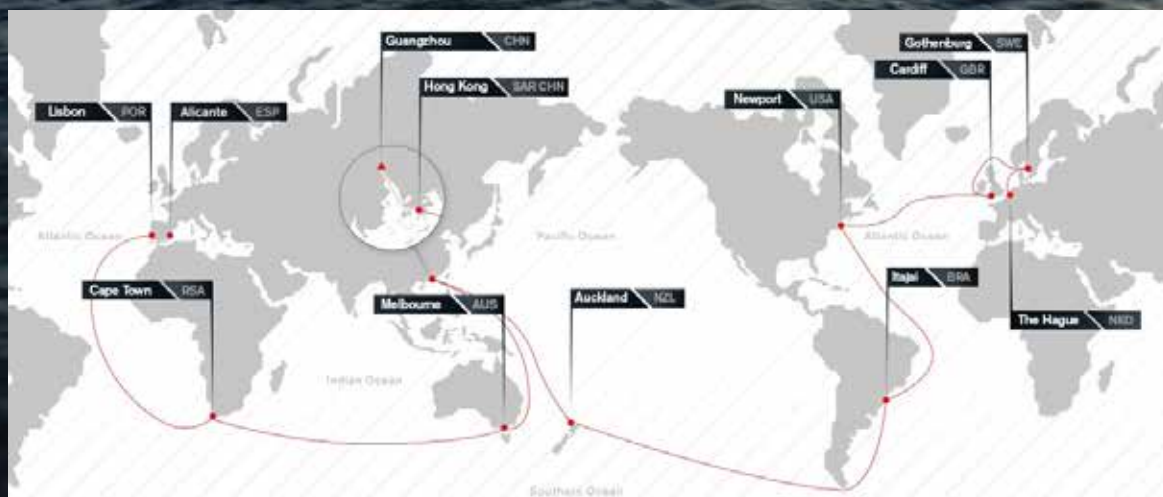 Guangzhou CHN
Gothenburg SWE
Cardiff GBR
Hong Kong SAR CHN
Newport USA
Lisbon POR
Alicante ESP
Atlantic Ocean
Pacific Ocean
Atlantic Ocean
Itajaí BRA
Cape Town RSA
Melbourne AUS
Auckland NZL
The Hague NED
Indian Ocean
Southern Ocean